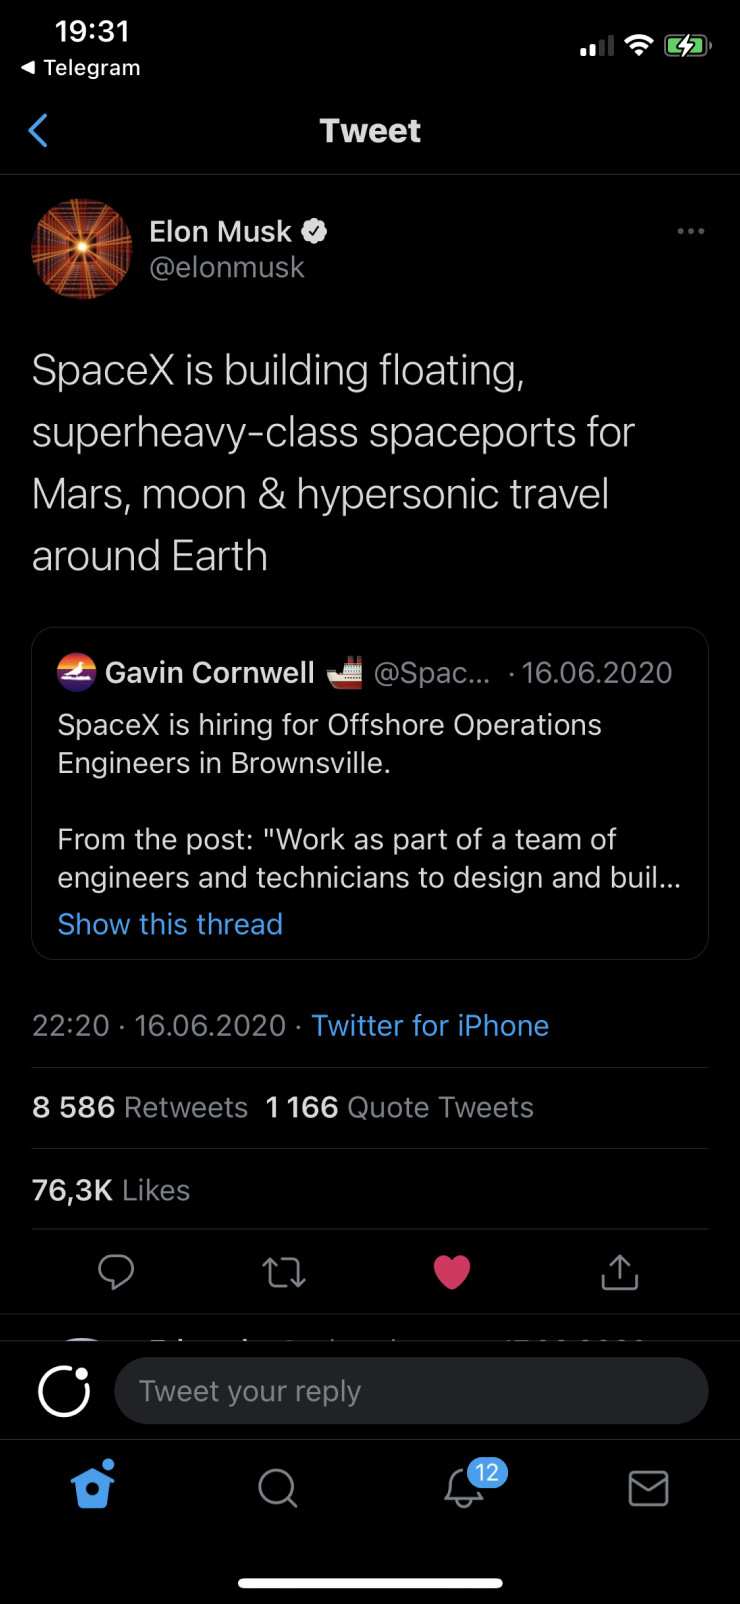 19:31
◀ Telegram
Tweet
Elon Musk
@elonmusk
SpaceX is building floating,
superheavy-class spaceports for
Mars, moon & hypersonic travel
around Earth
Gavin Cornwell 🚢 @Spac... · 16.06.2020
SpaceX is hiring for Offshore Operations
Engineers in Brownsville.
From the post: "Work as part of a team of
engineers and technicians to design and buil...
Show this thread
22:20 · 16.06.2020 · Twitter for iPhone
8 586 Retweets 1 166 Quote Tweets
76,3K Likes
Tweet your reply
12